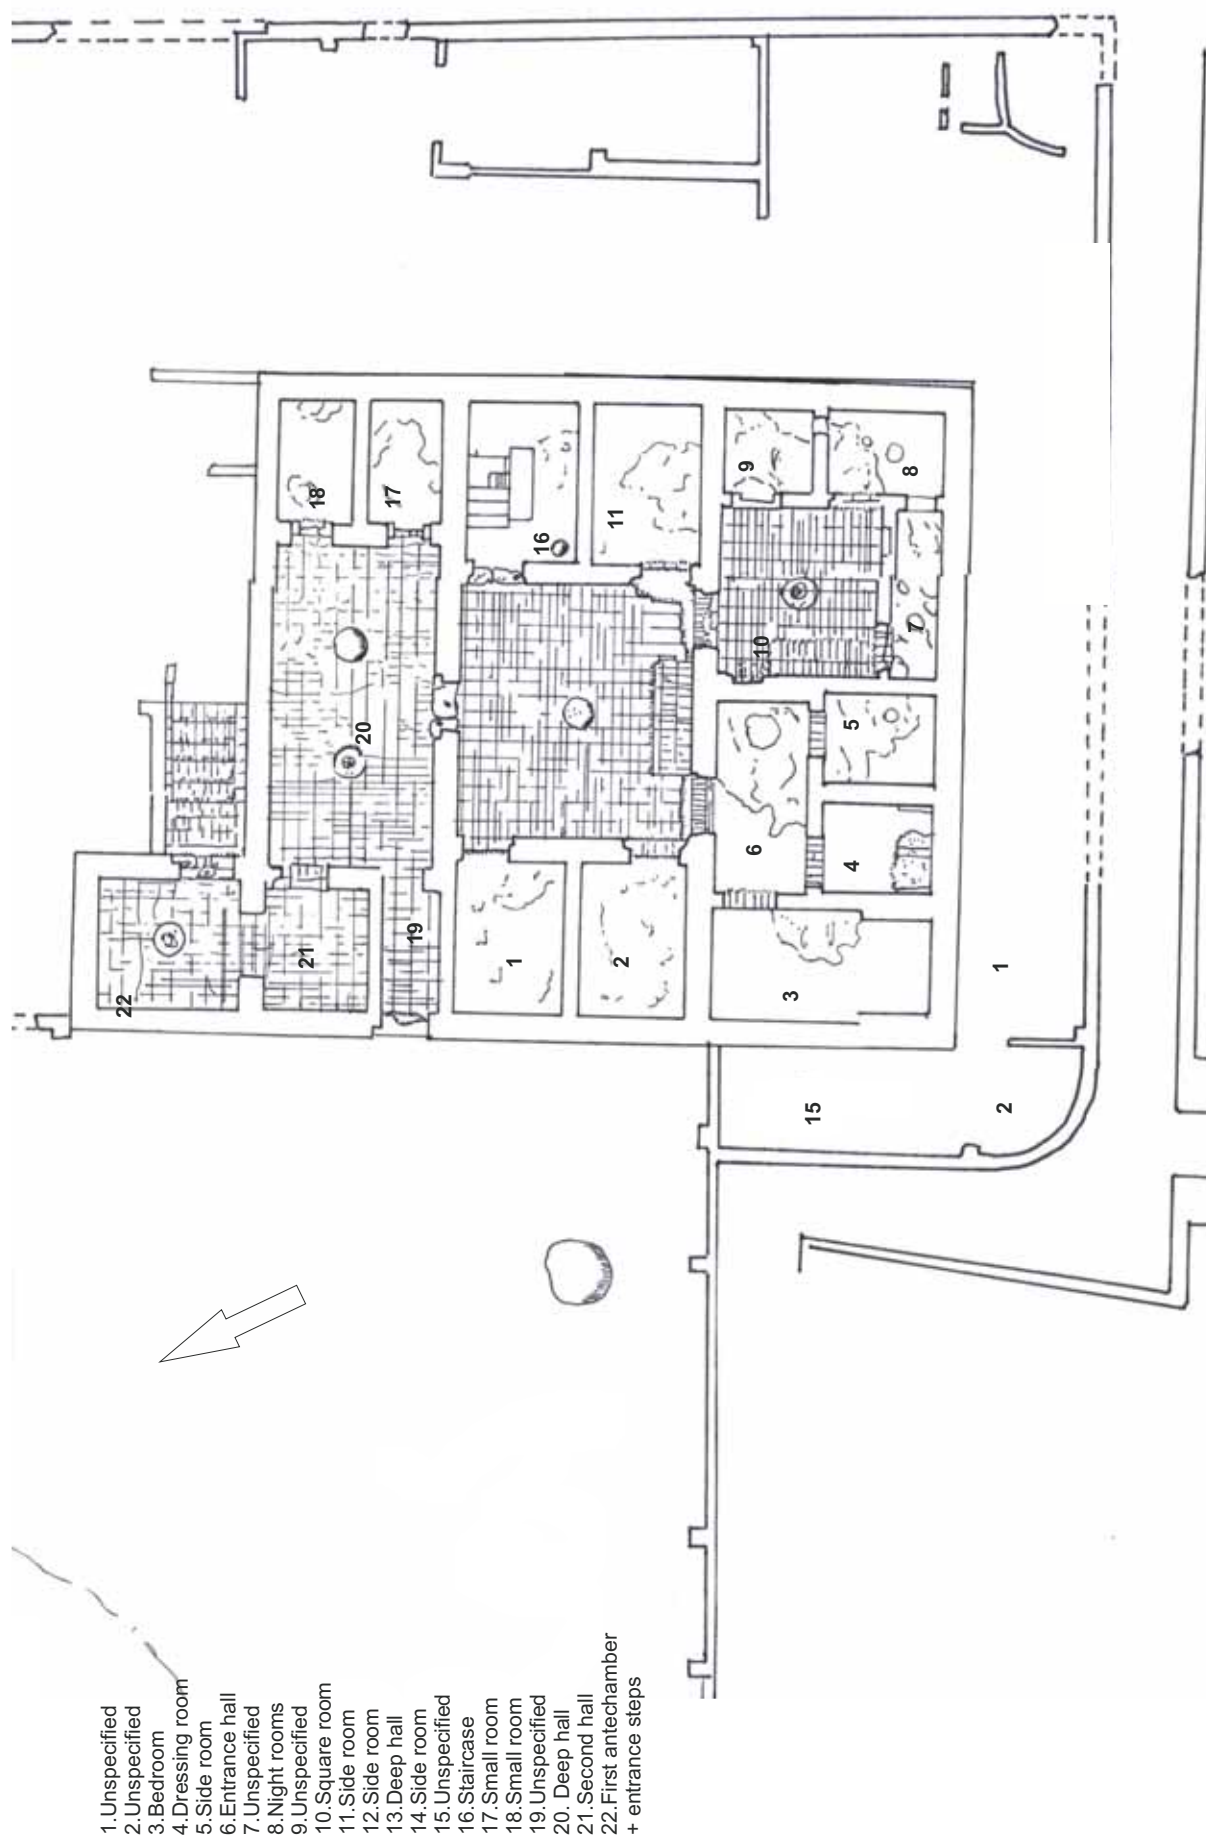 1.Unspecified
2.Unspecified
3.Bedroom
4.Dressing room
5.Side room
6.Entrance hall
7.Unspecified
8.Night rooms
9.Unspecified
10.Square room
11.Side room
12.Side room
13.Deep hall
14.Side room
15.Unspecified
16.Staircase
17.Small room
18.Small room
19.Unspecified
20. Deep hall
21.Second hall
22.First antechamber
+ entrance steps
22
21
19
20
18
17
16
11
1
2
3
6
4
5
10
9
8
7
15
2
1